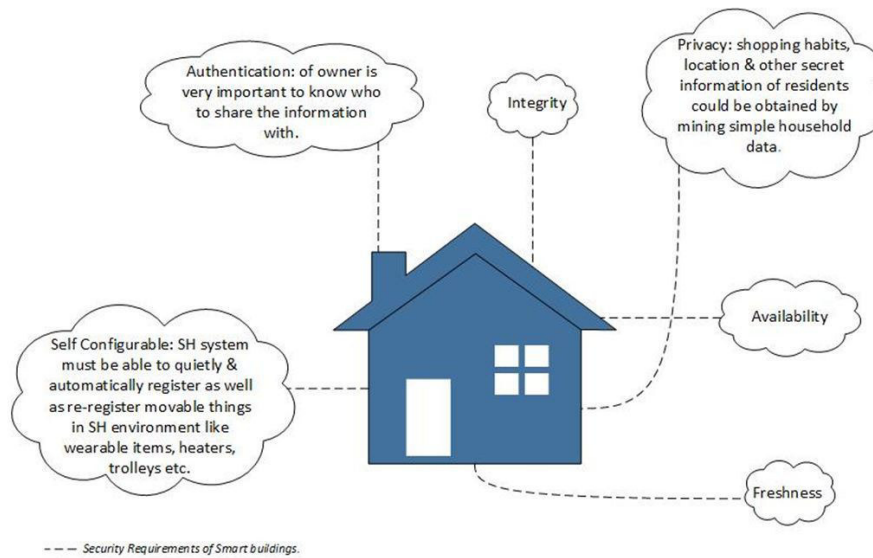 Authentication: of owner is
very important to know who
to share the information
with.
Integrity
Privacy: shopping habits,
location & other secret
information of residents
could be obtained by
mining simple household
data.
Availability
Self Configurable: SH system
must be able to quietly &
automatically register as well
as re-register movable things
in SH environment like
wearable items, heaters,
trolleys etc.
Freshness
Security Requirements of Smart buildings.